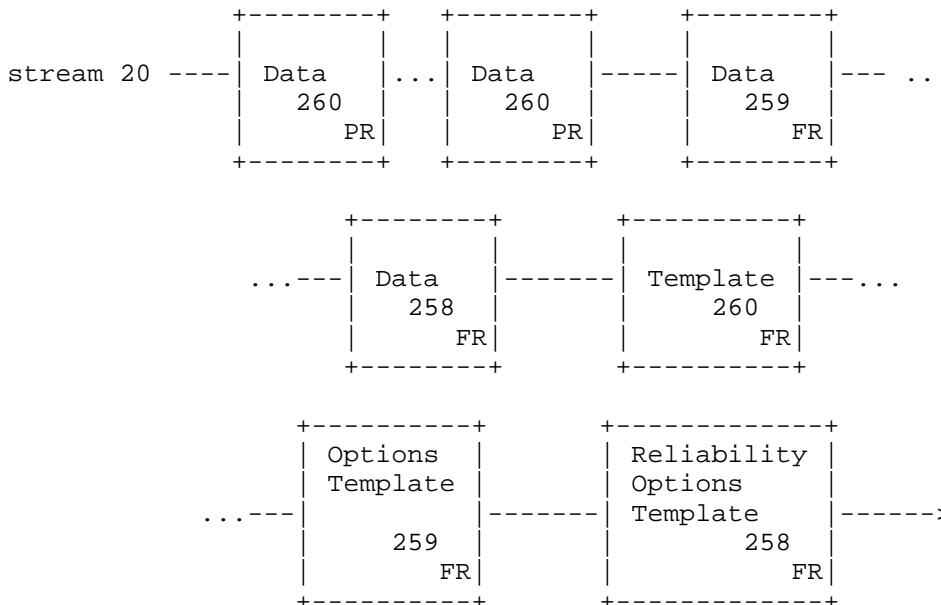 stream 20 ---- Data ... Data ----- Data --- ..
260 260 259
PR PR FR
...--- Data ------- Template ---...
258 260
FR FR
Options Reliability
Template Options
...--- ------- Template ------>
259 258
FR FR